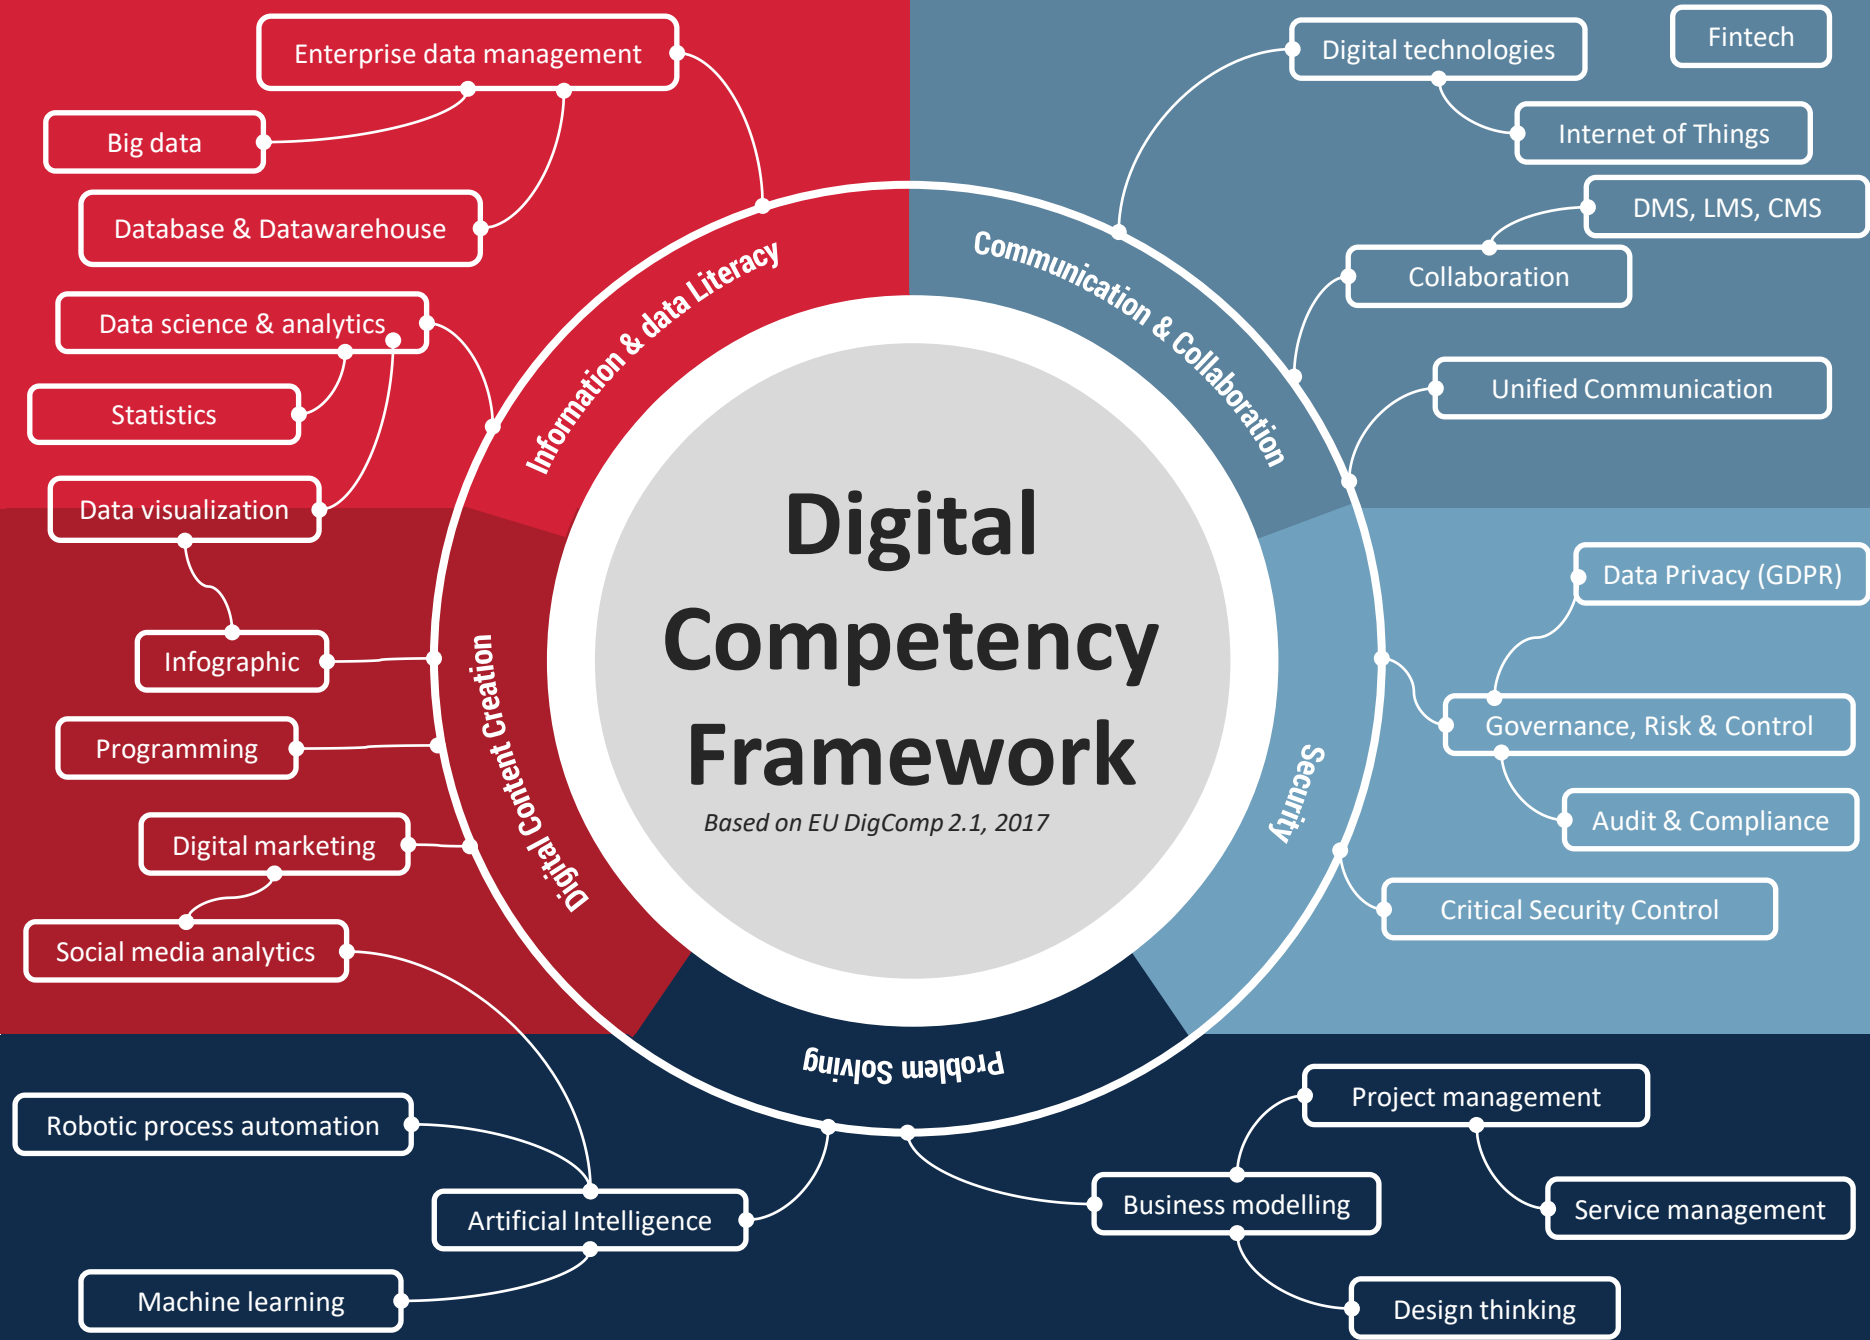 Enterprise data management
Big data
Database & Datawarehouse
Data science & analytics
Statistics
Data visualization
Infographic
Programming
Digital marketing
Social media analytics
Robotic process automation
Artificial Intelligence
Machine learning
Information & data Literacy
Communication & Collaboration
Digital Content Creation
Security
Problem Solving
Digital
Competency
Framework
Based on EU DigComp 2.1, 2017
Digital technologies
Fintech
Internet of Things
DMS, LMS, CMS
Collaboration
Unified Communication
Data Privacy (GDPR)
Governance, Risk & Control
Audit & Compliance
Critical Security Control
Project management
Business modelling
Service management
Design thinking